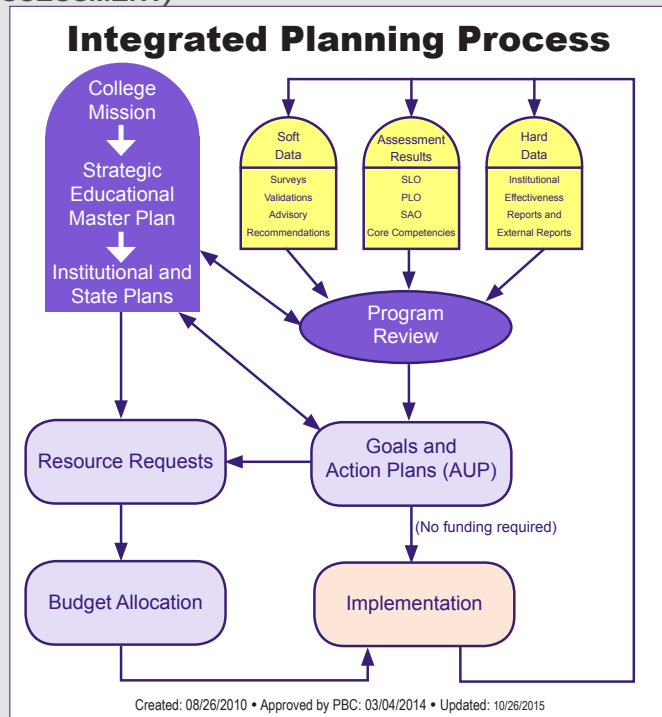 Integrated Planning Process
College
Mission
Strategic
Educational
Master Plan
Institutional and
State Plans
Soft
Data
Surveys
Validations
Advisory
Recommendations
Assessment
Results
SLO
PLO
SAO
Core Competencies
Hard
Data
Institutional
Effectiveness
Reports and
External Reports
Program
Review
Resource Requests
Goals and
Action Plans (AUP)
(No funding required)
Budget Allocation
Implementation
Created: 08/26/2010 • Approved by PBC: 03/04/2014 • Updated: 10/26/2015